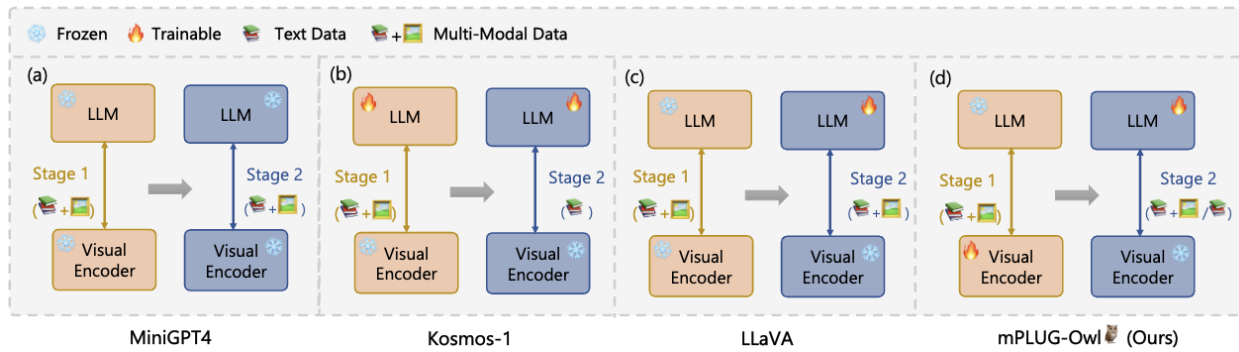 Frozen Trainable Text Data + Multi-Modal Data
(a) (b) (c) (d)
LLM LLM LLM LLM LLM LLM LLM LLM
Stage 1 Stage 2 Stage 1 Stage 2 Stage 1 Stage 2 Stage 1 Stage 2
( + ) ( + ) ( + ) ( ) ( + ) ( + ) ( + ) ( + / )
Visual Visual Visual Visual Visual Visual Visual Visual
Encoder Encoder Encoder Encoder Encoder Encoder Encoder Encoder
MiniGPT4 Kosmos-1 LLaVA mPLUG-Owl (Ours)